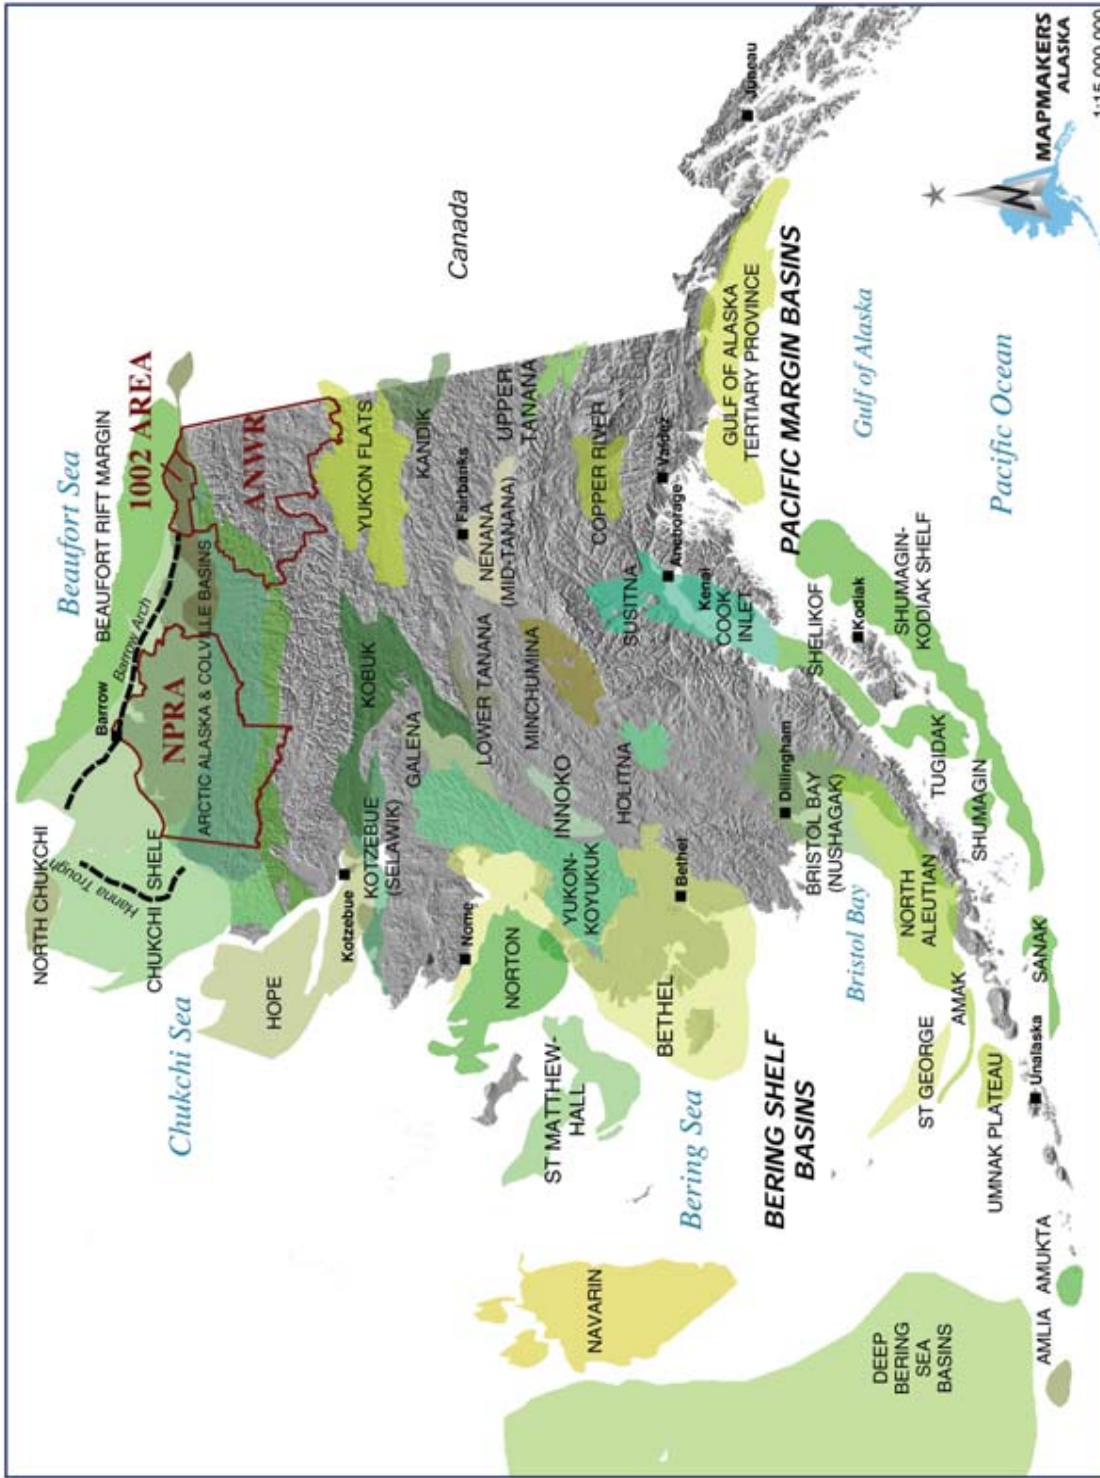 Beaufort Sea
BEAUFORT RIFT MARGIN
1002 AREA
NORTH CHUKCHI
Barrow
Barrow Arch
Hanna Trough
CHUKCHI SHELF
NPRA
ARCTIC ALASKA & COLVILLE BASINS
ANWR
Chukchi Sea
HOPE
Kotzebue
KOTZEBUE
(SELAWIK)
KOBUK
YUKON FLATS
KANDIK
Canada
GALENA
Nome
NORTON
LOWER TANANA
Fairbanks
NENANA
(MID-TANANA)
UPPER
TANANA
ST MATTHEW-
HALL
YUKON-
KOYUKUK
INNOKO
MINCHUMINA
NAVARIN
HOLITNA
SUSITNA
COPPER RIVER
BETHEL
Bethel
Anchorage
Valdez
Kenai
COOK
INLET
Juneau
Bering Sea
BERING SHELF
BASINS
Dillingham
BRISTOL BAY
(NUSHAGAK)
GULF OF ALASKA
TERTIARY PROVINCE
PACIFIC MARGIN BASINS
Bristol Bay
SHELIKOF
Kodiak
Gulf of Alaska
DEEP
BERING
SEA
BASINS
ST GEORGE
AMAK
NORTH
ALEUTIAN
TUGIDAK
SHUMAGIN-
KODIAK SHELF
SHUMAGIN
UMNAK PLATEAU
Unalaska
SANAK
AMLIA
AMUKTA
Pacific Ocean
N
MAPMAKERS
ALASKA
1:15,000,000